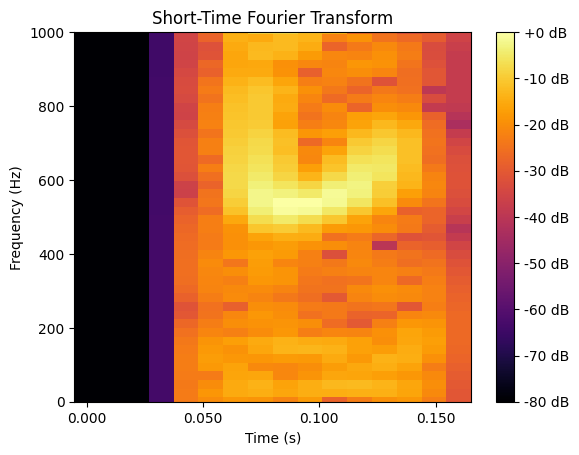 Short-Time Fourier Transform
1000
800
600
400
200
0
Frequency (Hz)
0.000
0.050
0.100
0.150
Time (s)
+0 dB
-10 dB
-20 dB
-30 dB
-40 dB
-50 dB
-60 dB
-70 dB
-80 dB